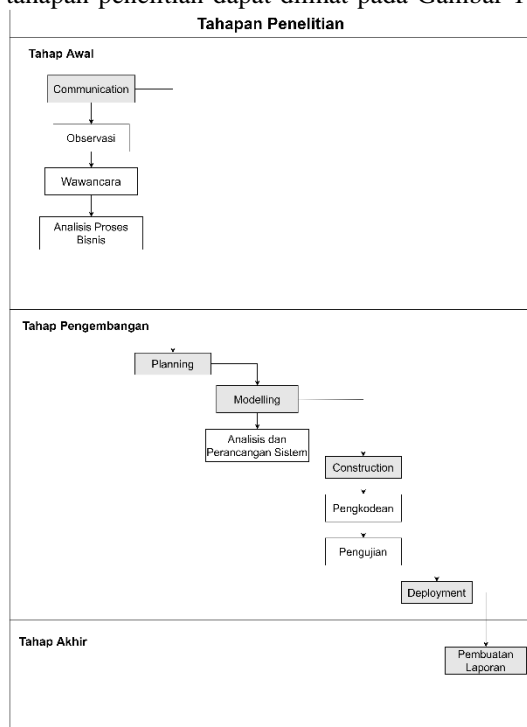 tahapan penelitian dapat dilihat pada Gambar 1
Tahapan Penelitian
Tahap Awal
Communication
Observasi
Wawancara
Analisis Proses
Bisnis
Tahap Pengembangan
Planning
Modelling
Analisis dan
Perancangan Sistem
Construction
Pengkodean
Pengujian
Deployment
Tahap Akhir
Pembuatan
Laporan